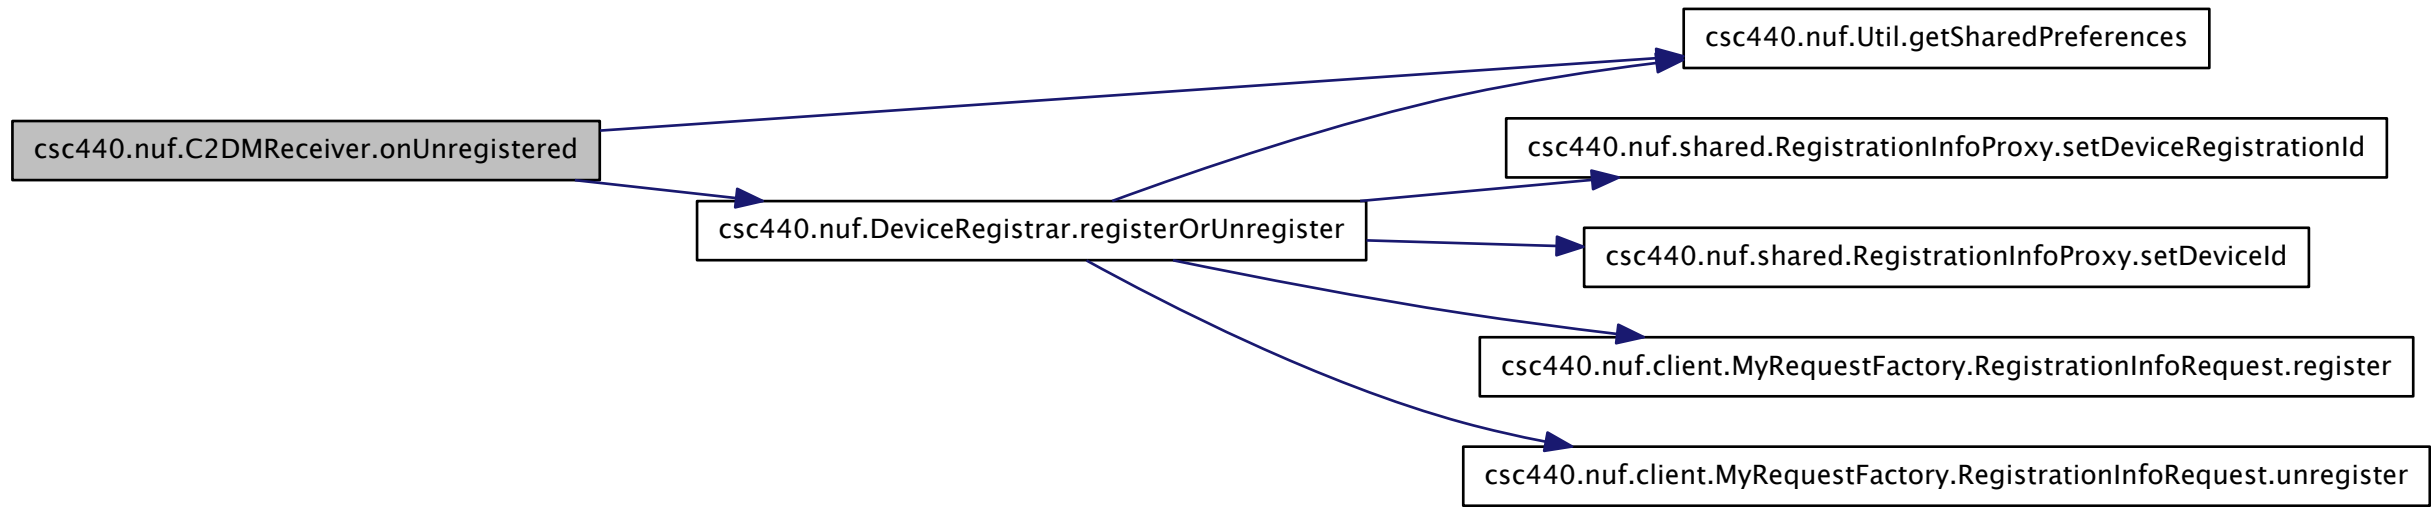 csc440.nuf.Util.getSharedPreferences
csc440.nuf.C2DMReceiver.onUnregistered
csc440.nuf.shared.RegistrationInfoProxy.setDeviceRegistrationId
csc440.nuf.DeviceRegistrar.registerOrUnregister
csc440.nuf.shared.RegistrationInfoProxy.setDeviceId
csc440.nuf.client.MyRequestFactory.RegistrationInfoRequest.register
csc440.nuf.client.MyRequestFactory.RegistrationInfoRequest.unregister